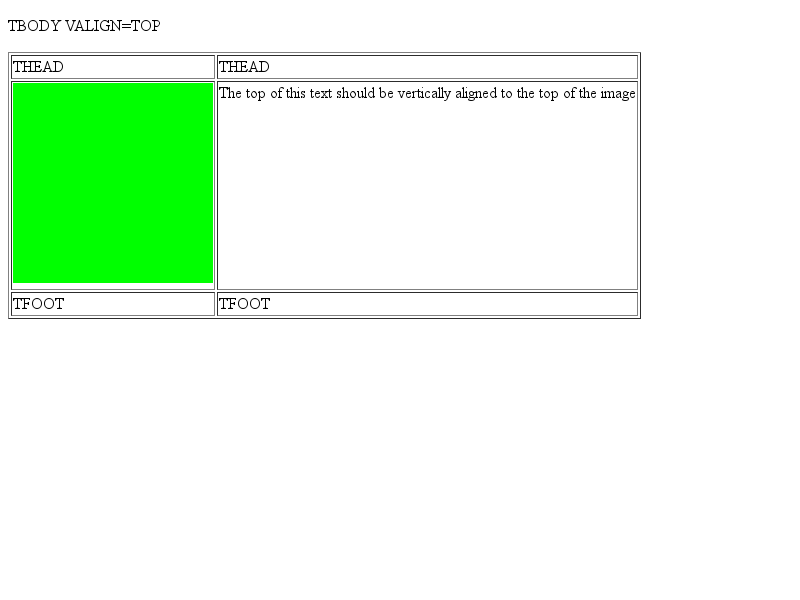 TBODY VALIGN=TOP
THEAD THEAD
The top of this text should be vertically aligned to the top of the image
TFOOT TFOOT